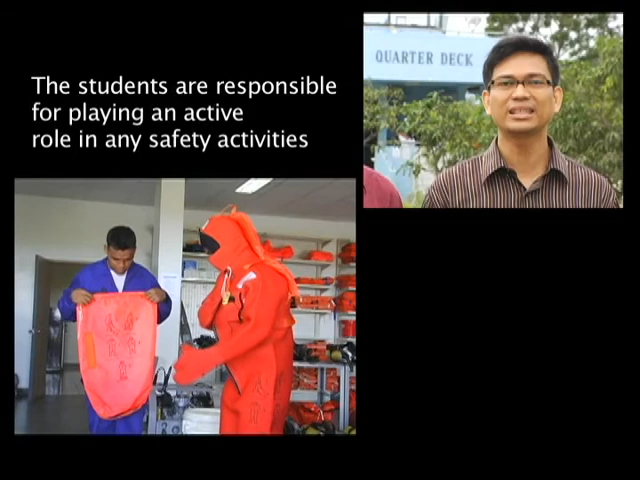 The students are responsible
for playing an active
role in any safety activities
QUARTER DECK